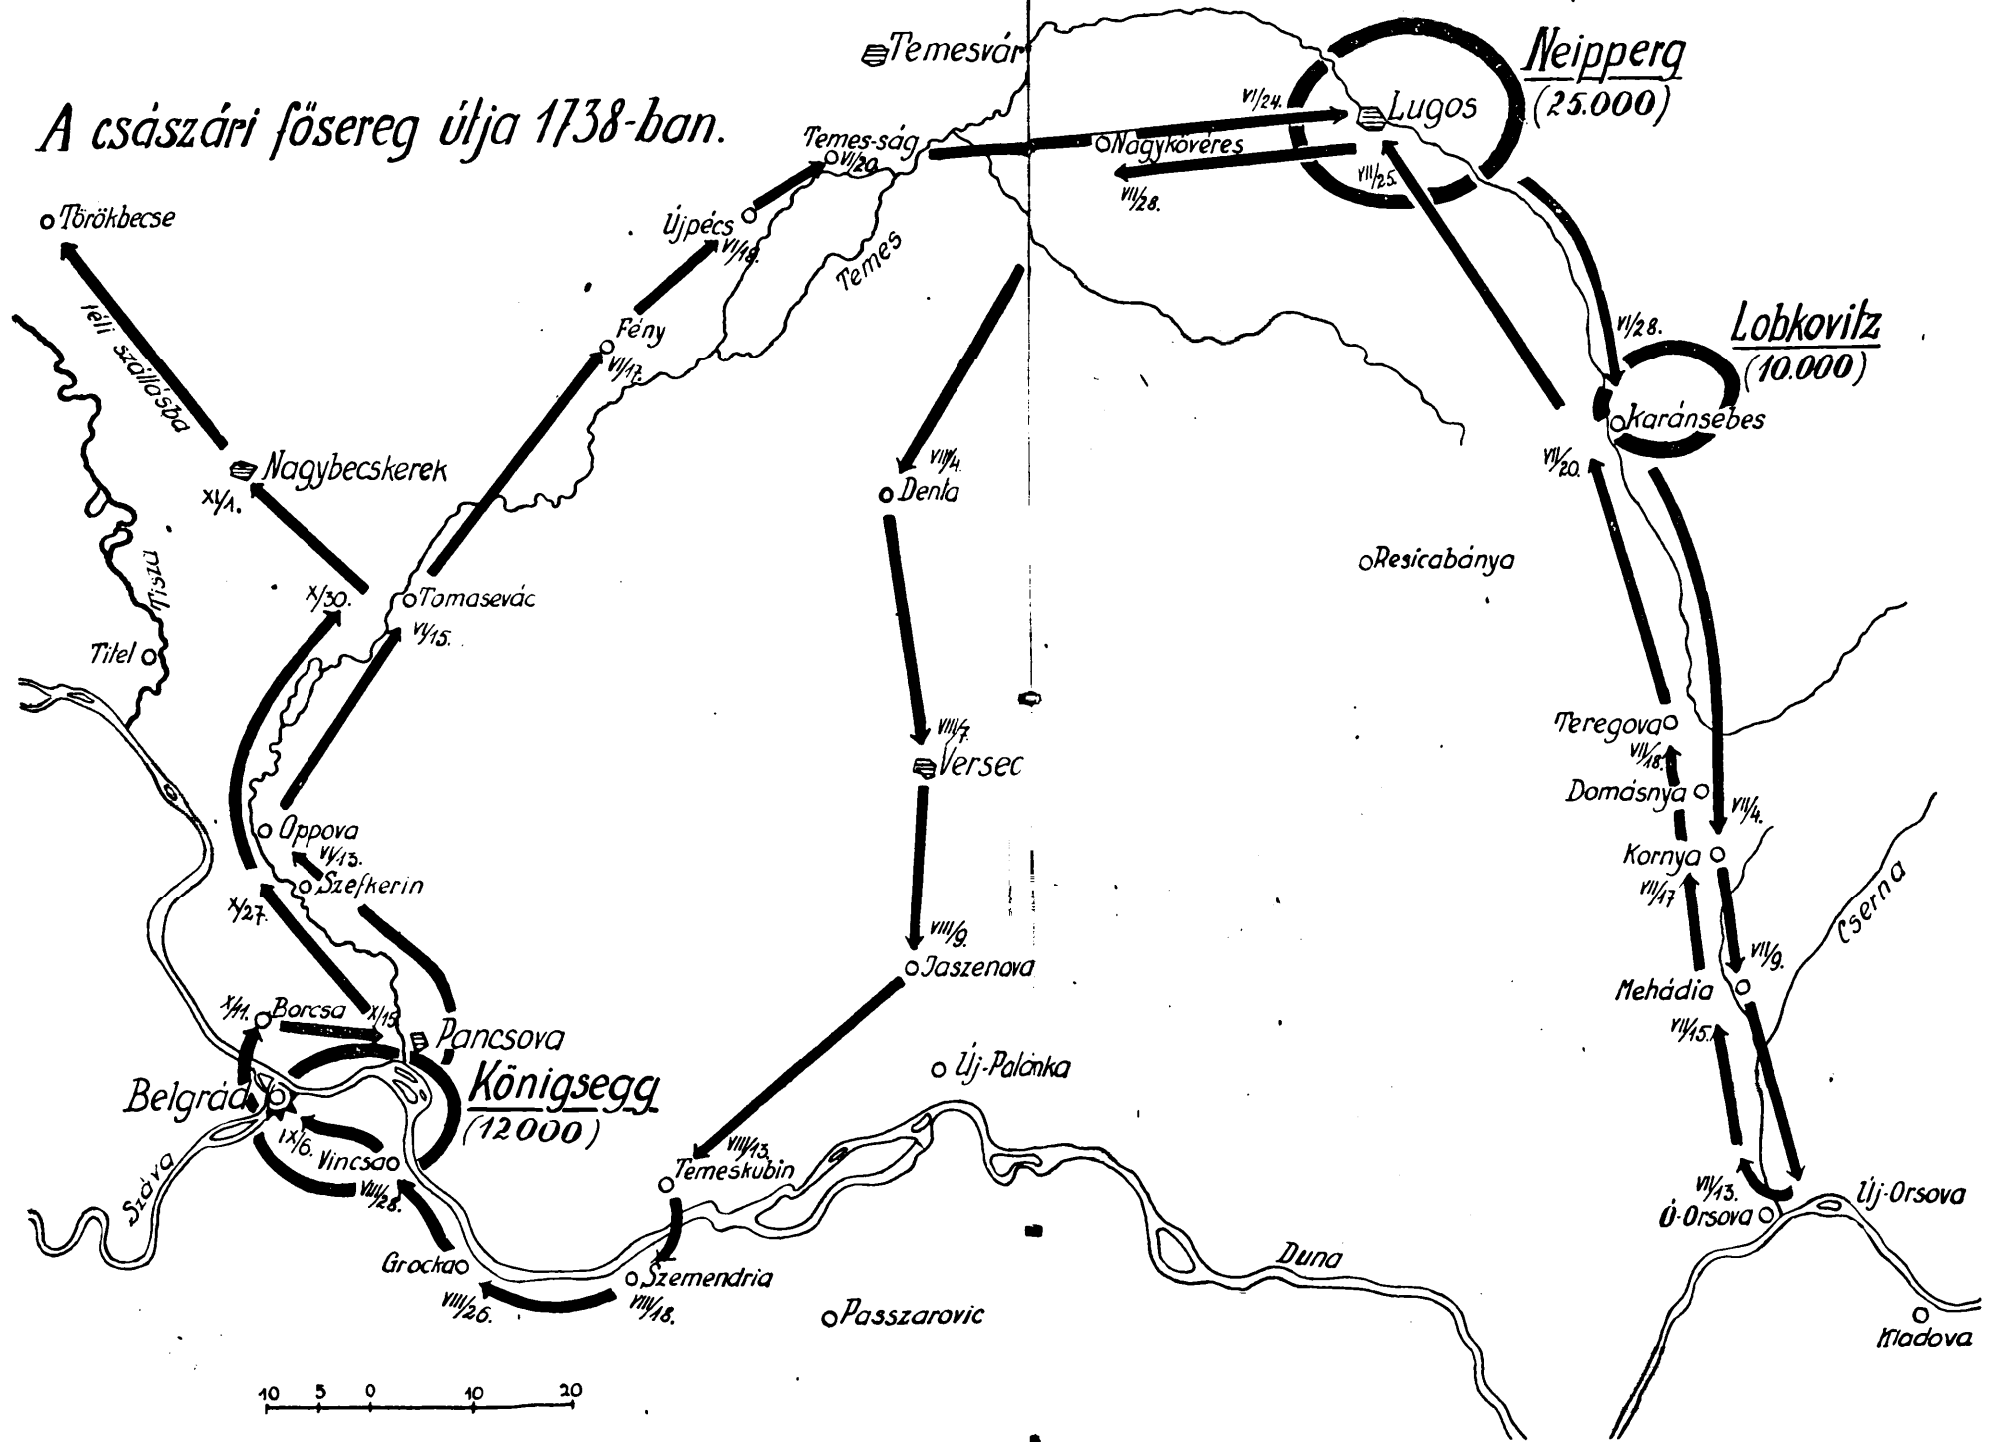 A császári fősereg útja 1738-ban.
Temesvár
Neipperg
(25.000)
VI/24.
Lugos
Temes-ság
VI/20.
Nagykövéres
VII/25.
VII/28.
Törökbecse
Újpécs
VI/18.
Temes
téli szállásba
Fény
VI/17.
VI/28.
Lobkovitz
(10.000)
Karánsebes
VII/20.
Nagybecskerek
XI/1.
Denta
Resicabánya
Tisza
X/30.
Tomasevác
VI/15.
Titel
Teregova
VII/18.
VIII/7.
Versec
Domásnya
VII/4.
Oppova
VI/13.
Kornya
Szefkerin
VII/17
Cserna
X/27.
VIII/9.
Jaszenova
VII/9.
Mehádia
X/11.
Borcsa
X/15
Pancsova
VII/15.
Új-Palánka
Belgrád
Königsegg
(12000)
IX/6.
Vincsa
VIII/28.
VIII/13.
Temeskubin
Száva
VII/13.
Új-Orsova
Ó-Orsova
Grocka
VIII/26.
Szemendria
VIII/18.
Duna
Passzarovic
Kladova
10 5 0 10 20